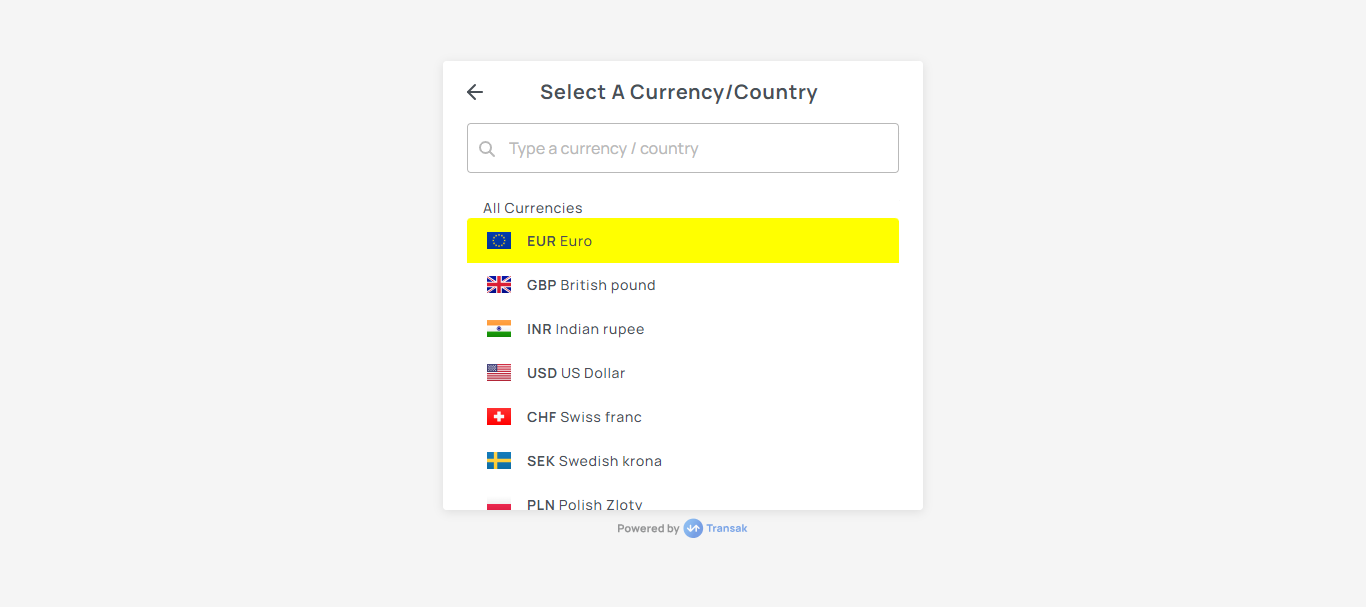 Select A Currency/Country
Type a currency / country
All Currencies
EUR Euro
GBP British pound
INR Indian rupee
USD US Dollar
CHF Swiss franc
SEK Swedish krona
PLN Polish Zloty
Powered by Transak